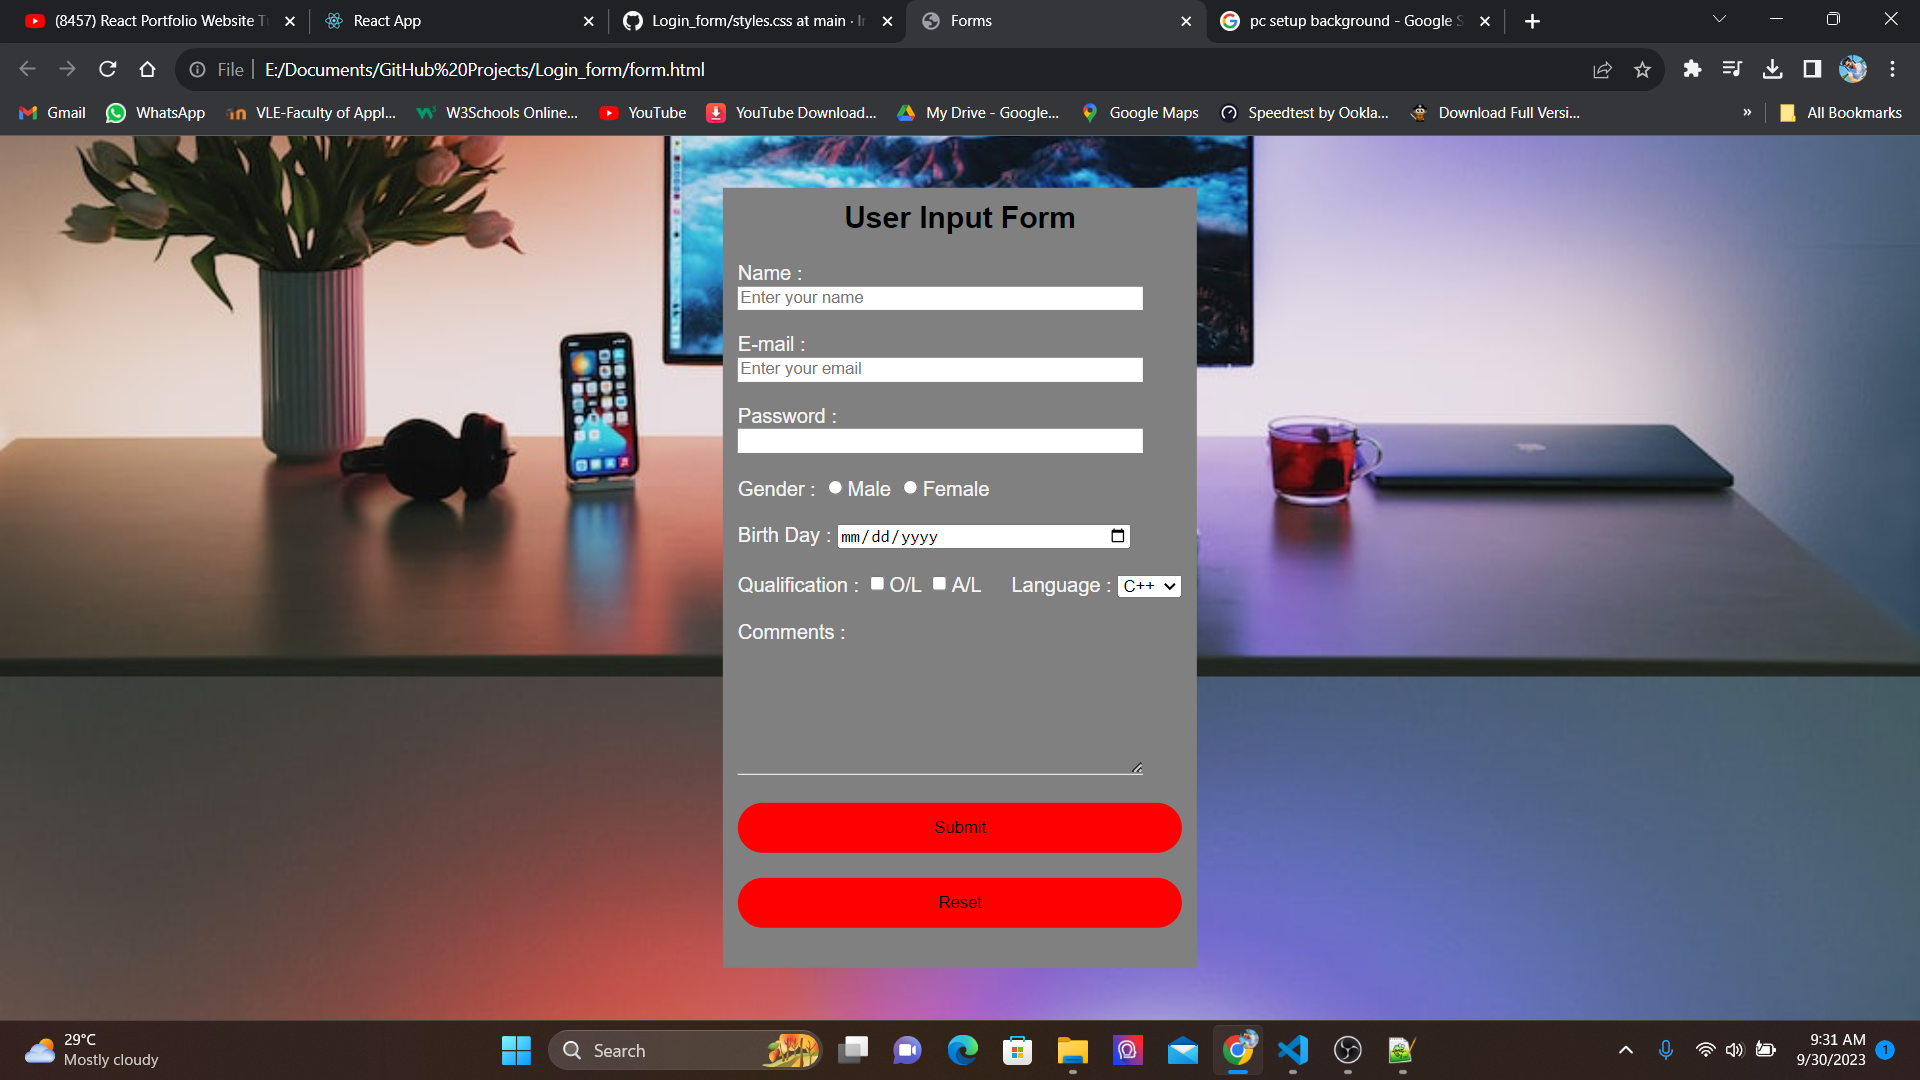 (8457) React Portfolio Website
React App
Login_form/styles.css at main ·
Forms
pc setup background - Google
File
E:/Documents/GitHub%20Projects/Login_form/form.html
Gmail
WhatsApp
VLE-Faculty of Appl...
W3Schools Online...
YouTube
YouTube Download...
My Drive - Google...
Google Maps
Speedtest by Ookla...
Download Full Versi...
»
All Bookmarks
User Input Form
Name :
Enter your name
E-mail :
Enter your email
Password :
Gender : Male Female
Birth Day : mm/dd/yyyy
Qualification : O/L A/L Language : C++
Comments :
Submit
Reset
29°C
Mostly cloudy
Search
9:31 AM
9/30/2023
1